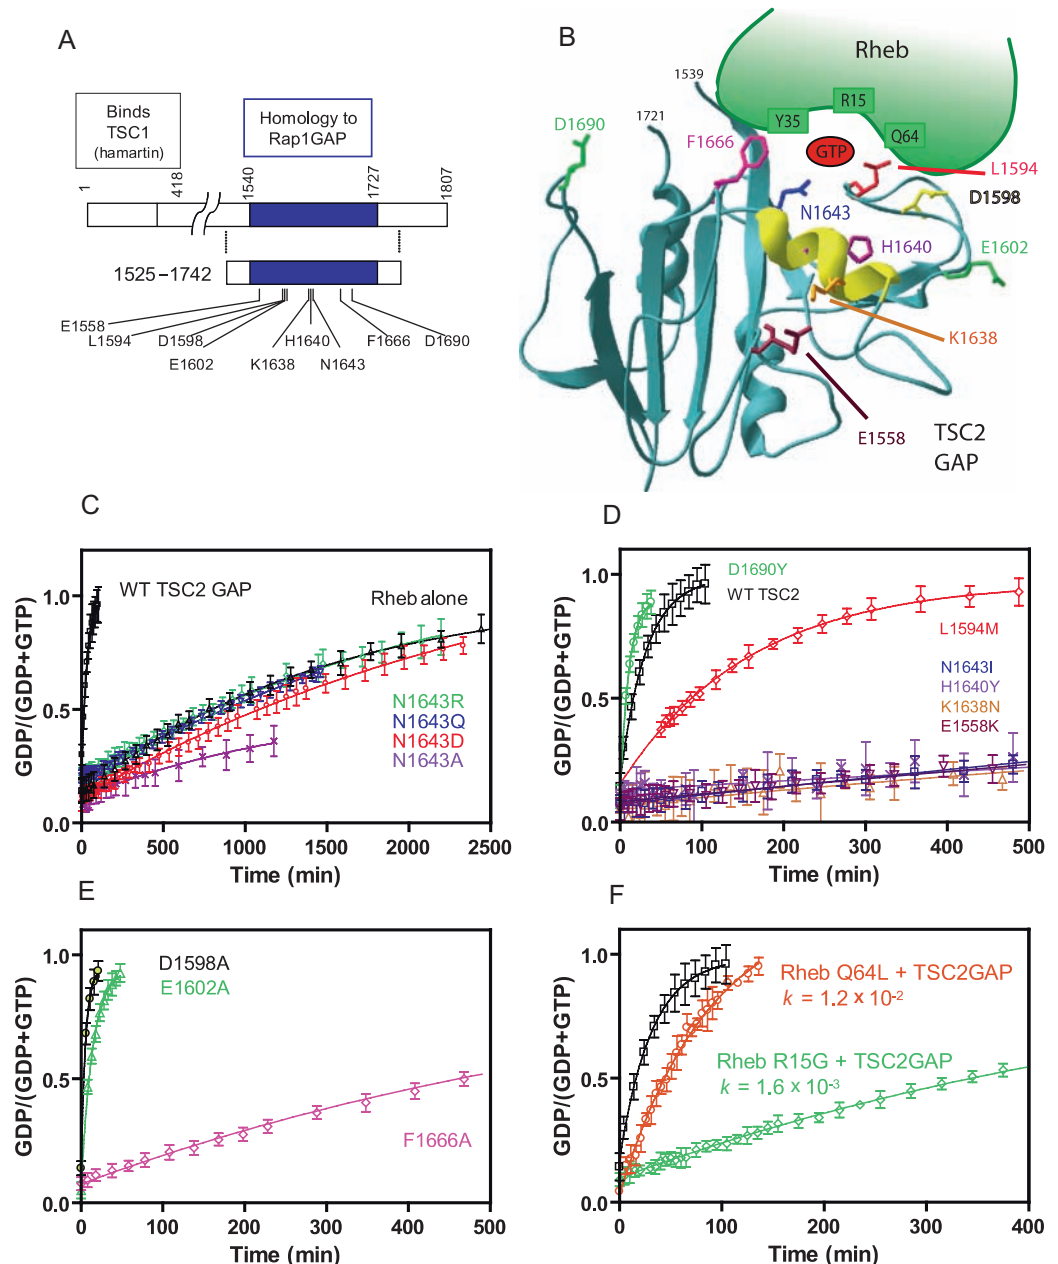 A
Binds
TSC1
(hamartin)
Homology to
Rap1GAP
1
418
1540
1727
1807
1525–1742
E1558
L1594
D1598
E1602
K1638
H1640
N1643
F1666
D1690
B
Rheb
1539
1721
R15
Y35
Q64
GTP
D1690
F1666
L1594
D1598
N1643
H1640
E1602
K1638
E1558
TSC2
GAP
C
GDP/(GDP+GTP)
1.0
0.5
0.0
WT TSC2 GAP
Rheb alone
N1643R
N1643Q
N1643D
N1643A
0 500 1000 1500 2000 2500
Time (min)
D
GDP/(GDP+GTP)
1.0
0.5
0.0
D1690Y
WT TSC2
L1594M
N1643I
H1640Y
K1638N
E1558K
0 100 200 300 400 500
Time (min)
E
GDP/(GDP+GTP)
1.0
0.5
0.0
D1598A
E1602A
F1666A
0 100 200 300 400 500
Time (min)
F
GDP/(GDP+GTP)
1.0
0.5
0.0
Rheb Q64L + TSC2GAP
k = 1.2 x 10⁻²
Rheb R15G + TSC2GAP
k = 1.6 x 10⁻³
0 100 200 300 400
Time (min)